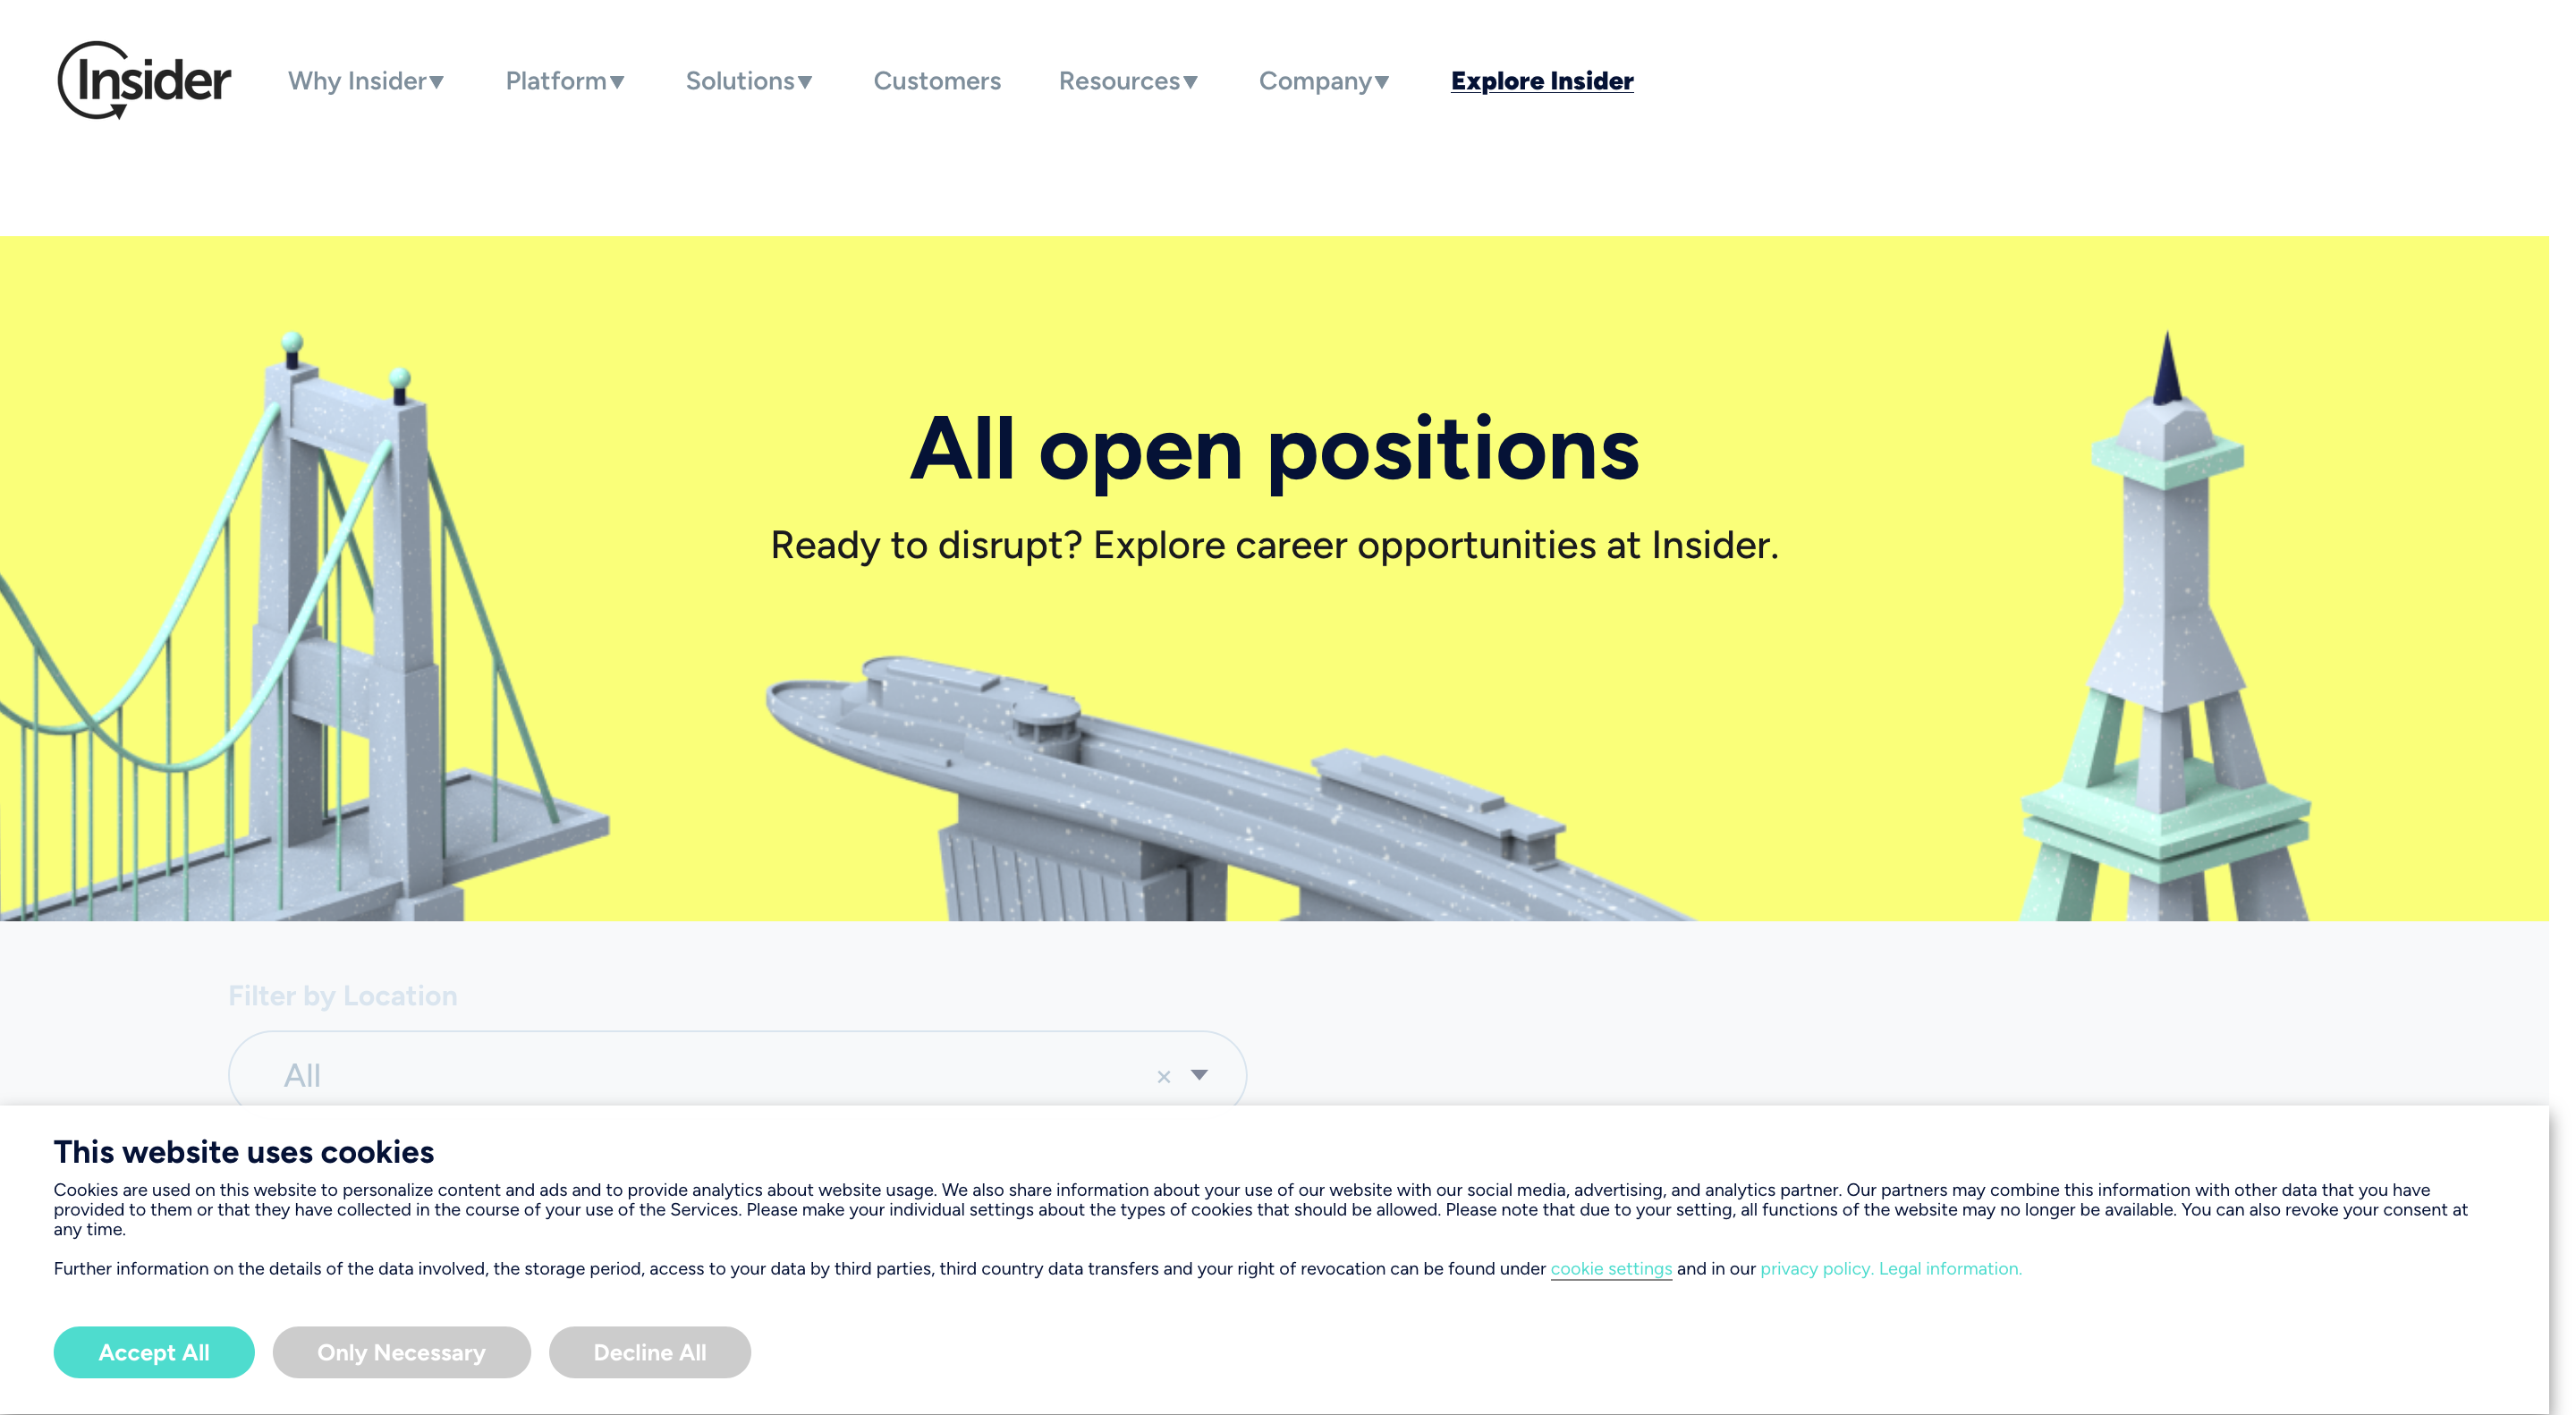 Insider
Why Insider
Platform
Solutions
Customers
Resources
Company
Explore Insider
All open positions
Ready to disrupt? Explore career opportunities at Insider.
Filter by Location
All
This website uses cookies
Cookies are used on this website to personalize content and ads and to provide analytics about website usage. We also share information about your use of our website with our social media, advertising, and analytics partner. Our partners may combine this information with other data that you have
provided to them or that they have collected in the course of your use of the Services. Please make your individual settings about the types of cookies that should be allowed. Please note that due to your setting, all functions of the website may no longer be available. You can also revoke your consent at
any time.
Further information on the details of the data involved, the storage period, access to your data by third parties, third country data transfers and your right of revocation can be found under cookie settings and in our privacy policy. Legal information.
Accept All
Only Necessary
Decline All